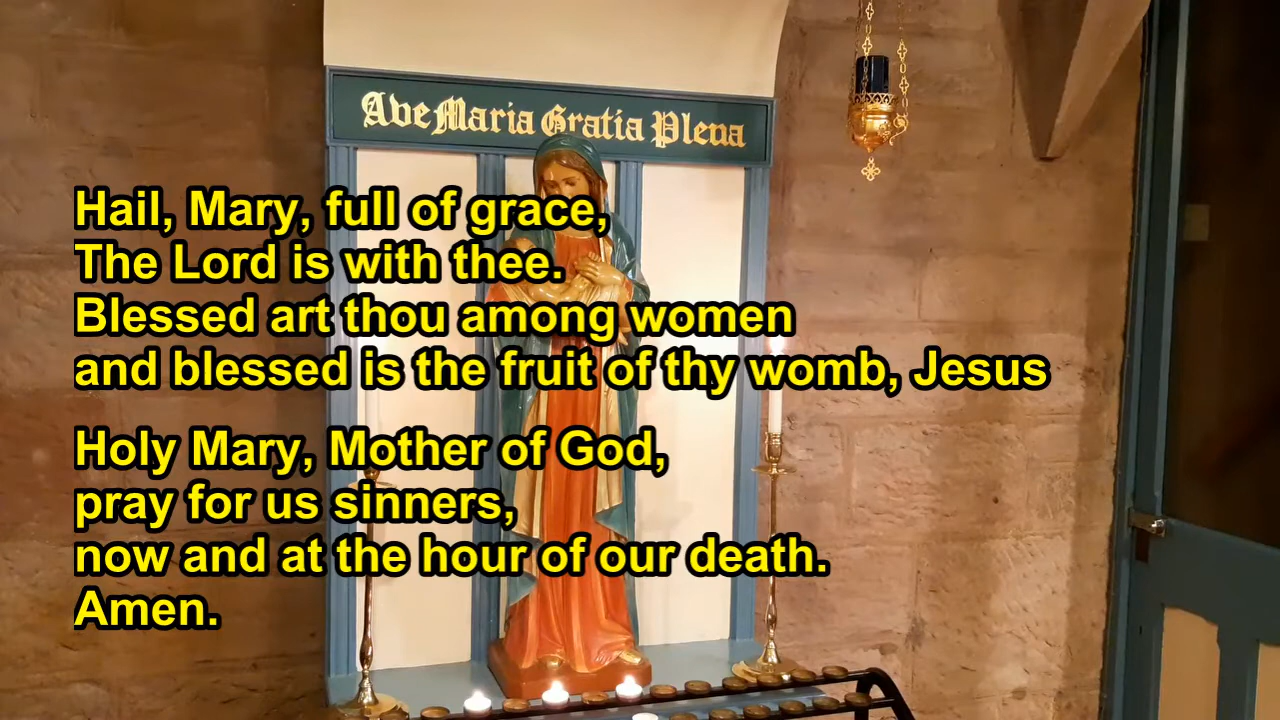 Ave Maria Gratia Plena
Hail, Mary, full of grace,
The Lord is with thee.
Blessed art thou among women
and blessed is the fruit of thy womb, Jesus
Holy Mary, Mother of God,
pray for us sinners,
now and at the hour of our death.
Amen.